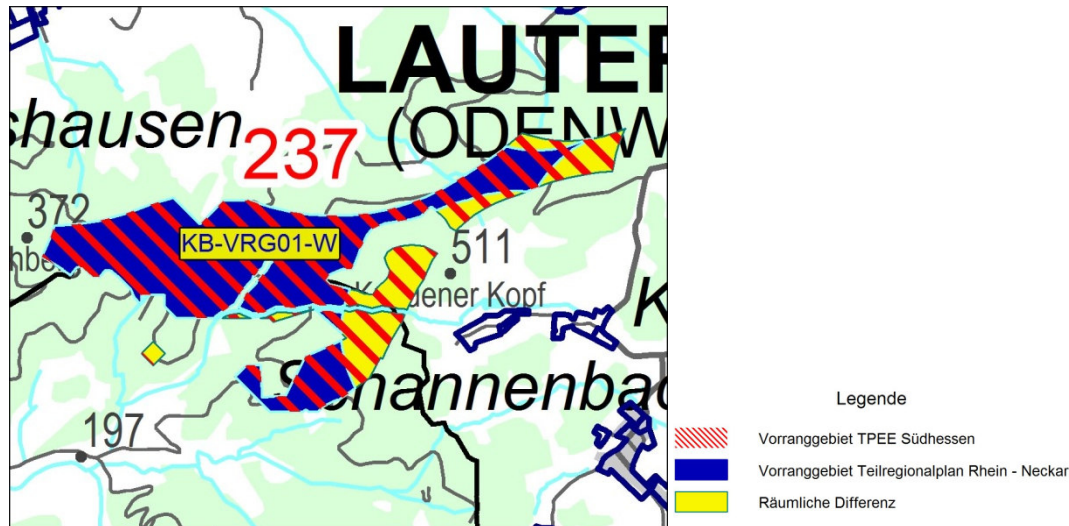 LAUTER
(ODENW
shausen
237
372
KB-VRG01-W
511
ener Kopf
K
Schannenbac
197
Legende
Vorranggebiet TPEE Südhessen
Vorranggebiet Teilregionalplan Rhein - Neckar
Räumliche Differenz